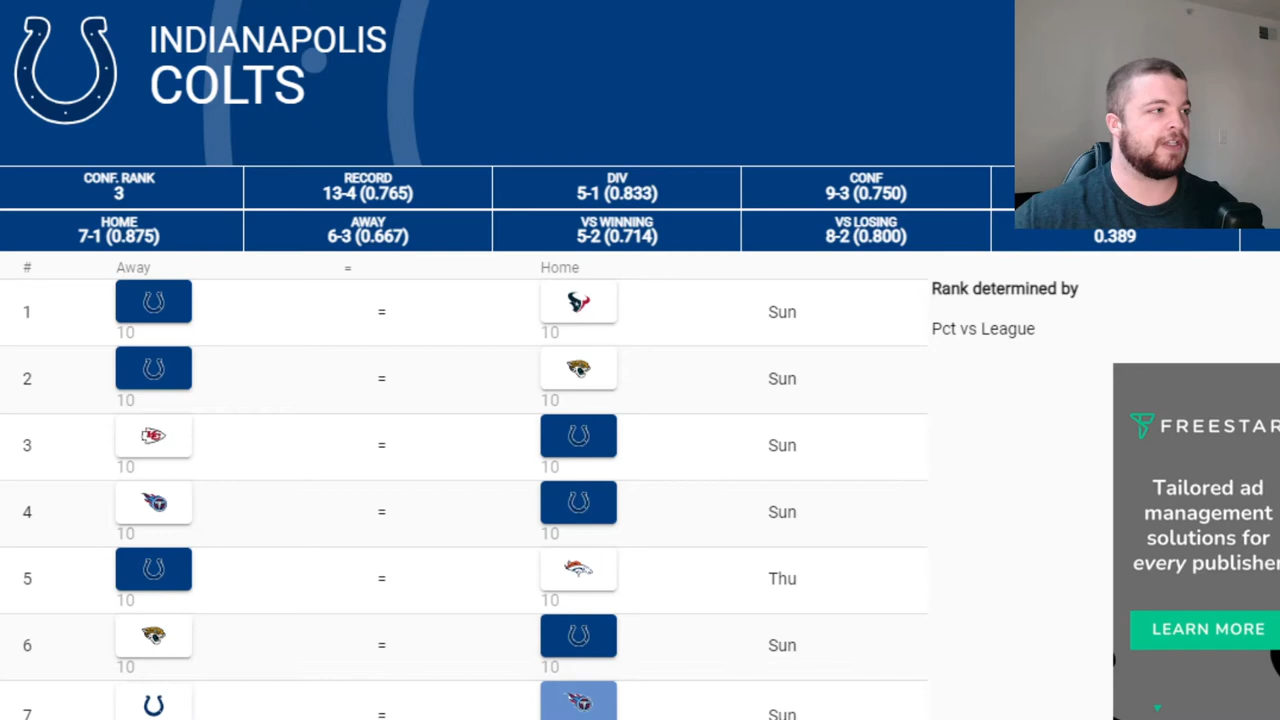 INDIANAPOLIS
COLTS
CONF. RANK
3
RECORD
13-4 (0.765)
DIV
5-1 (0.833)
CONF
9-3 (0.750)
HOME
7-1 (0.875)
AWAY
6-3 (0.667)
VS WINNING
5-2 (0.714)
VS LOSING
8-2 (0.800)
0.389
# Away = Home
1 = Sun
10 10
2 = Sun
10 10
3 = Sun
10 10
4 = Sun
10 10
5 = Thu
10 10
6 = Sun
10 10
7 = Sun
Rank determined by
Pct vs League
FREESTAR
Tailored ad
management
solutions for
every publisher
LEARN MORE